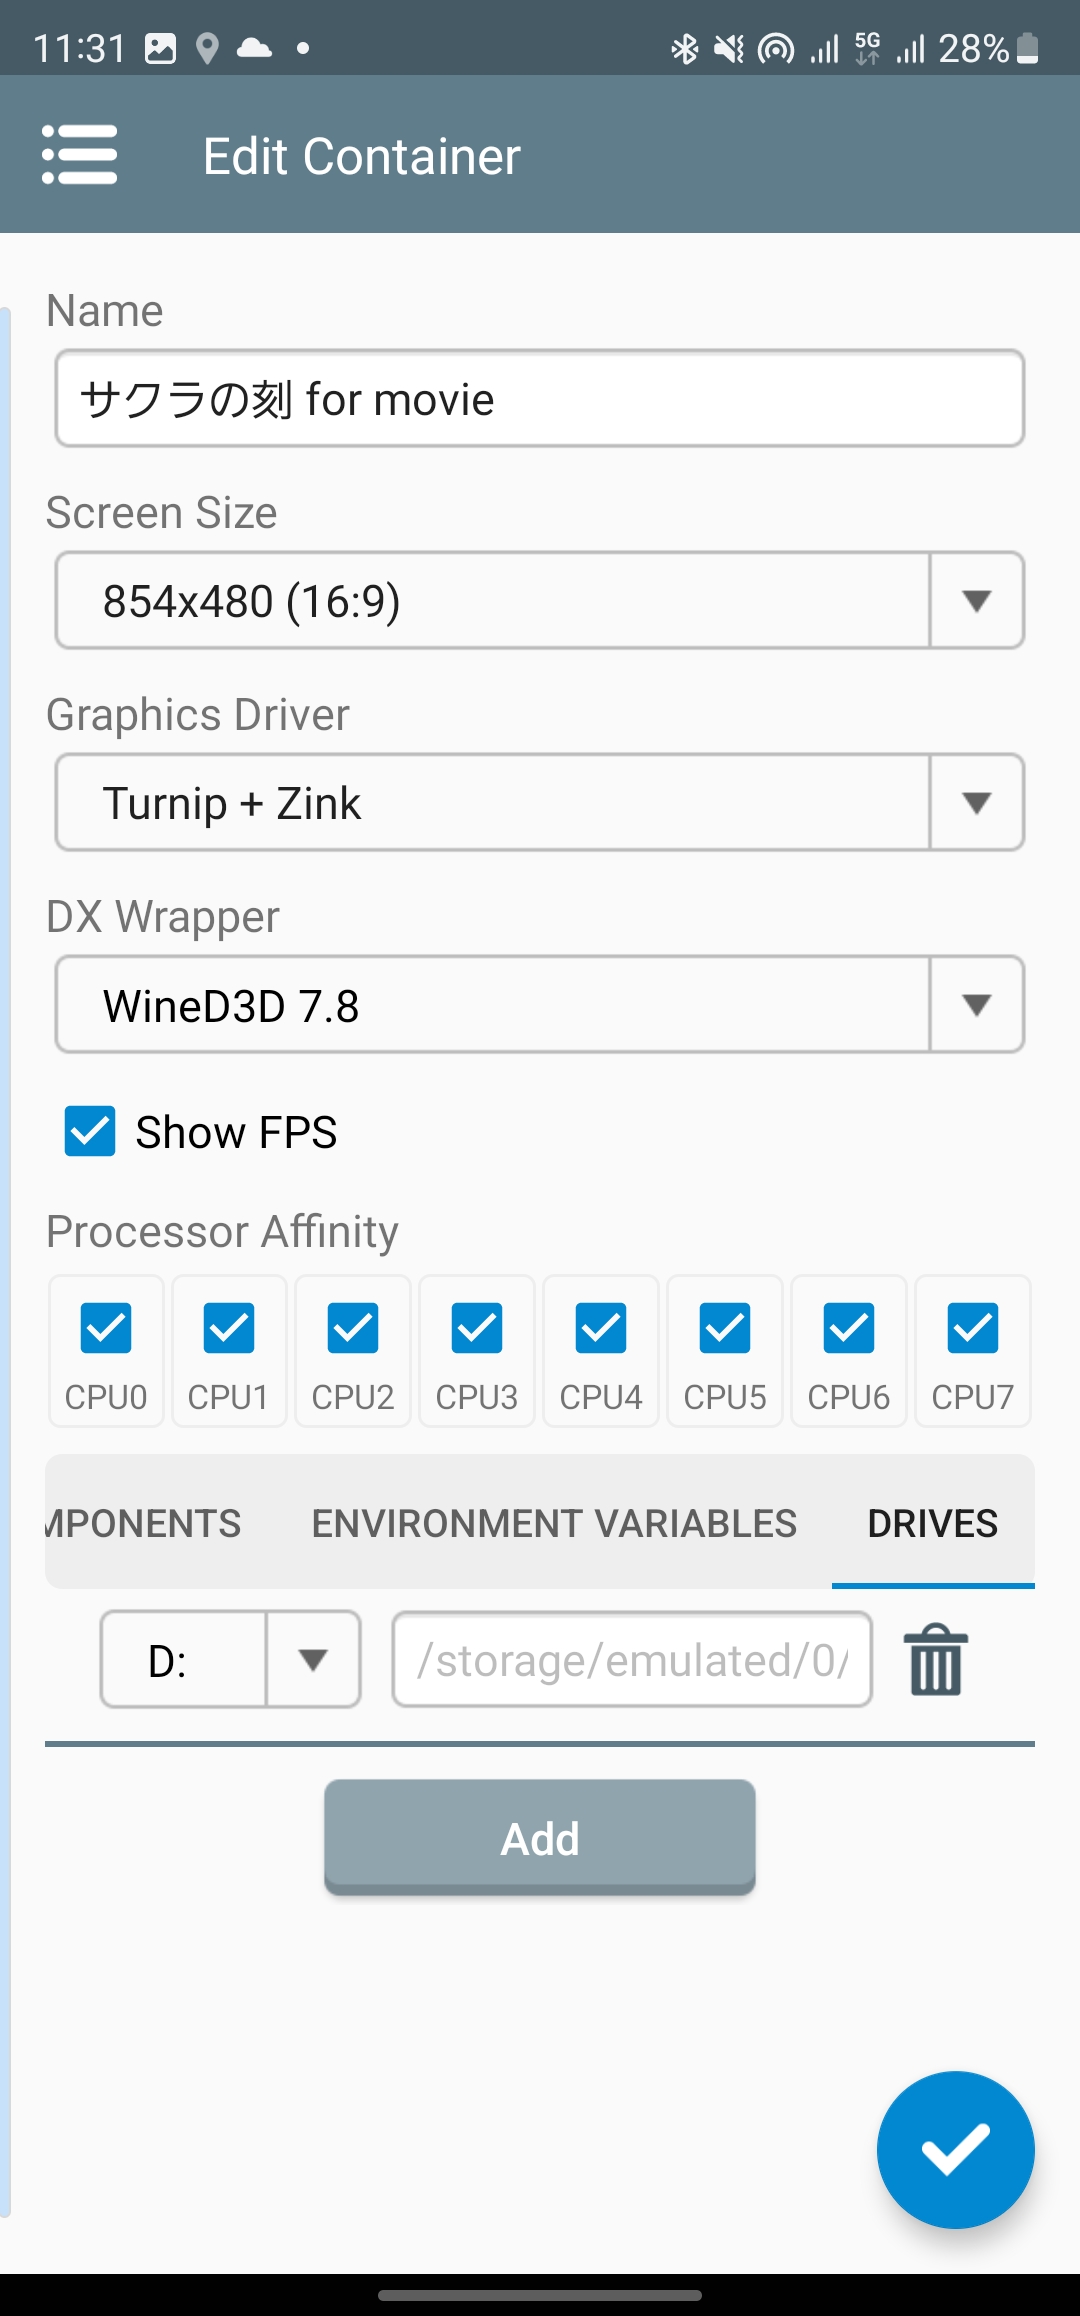 11:31 5G 28%
Edit Container
Name
サクラの刻 for movie
Screen Size
854x480 (16:9)
Graphics Driver
Turnip + Zink
DX Wrapper
WineD3D 7.8
Show FPS
Processor Affinity
CPU0 CPU1 CPU2 CPU3 CPU4 CPU5 CPU6 CPU7
MPONENTS ENVIRONMENT VARIABLES DRIVES
D: /storage/emulated/0/
Add